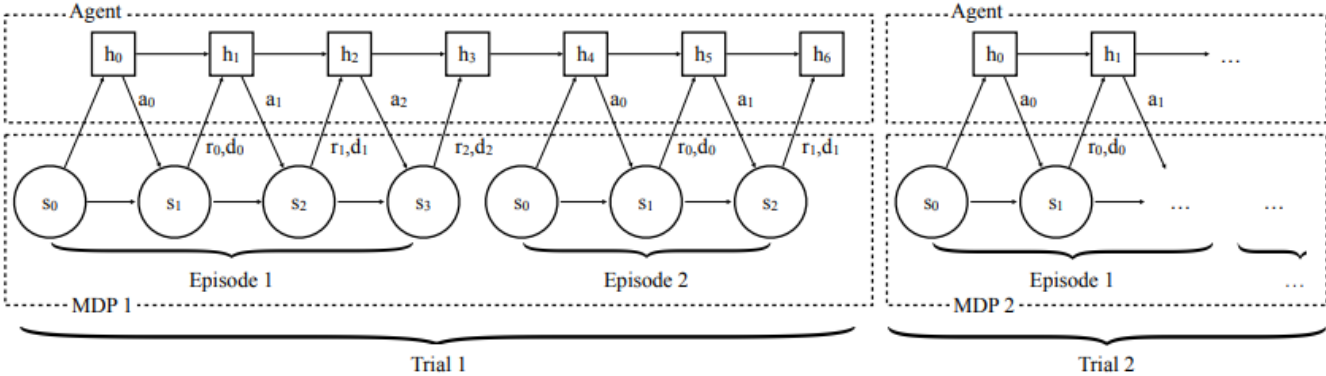 Agent Agent
h₀ h₁ h₂ h₃ h₄ h₅ h₆ h₀ h₁ ...
a₀ a₁ a₂ a₀ a₁ a₀ a₁
r₀,d₀ r₁,d₁ r₂,d₂ r₀,d₀ r₁,d₁ r₀,d₀
s₀ s₁ s₂ s₃ s₀ s₁ s₂ s₀ s₁ ... ...
Episode 1 Episode 2 Episode 1 ...
MDP 1 MDP 2
Trial 1 Trial 2